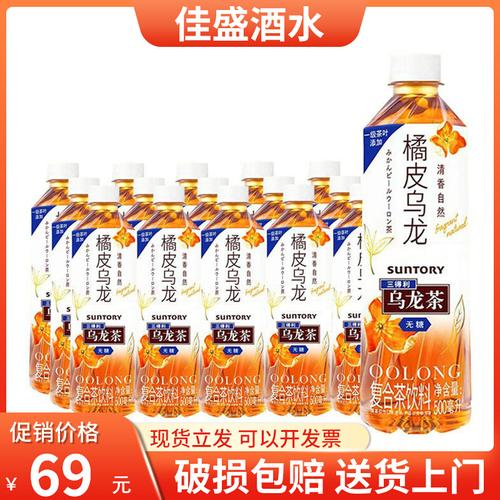 佳盛酒水
一级茶叶
添加
橘皮乌龙
みかんピールウーロン茶
清香自然
fragrant natural
SUNTORY
三得利
乌龙茶
无糖
OOLONG
复合茶饮料
净含量:
500毫升
促销价格
¥69元
现货立发 可以开发票
破损包赔 送货上门